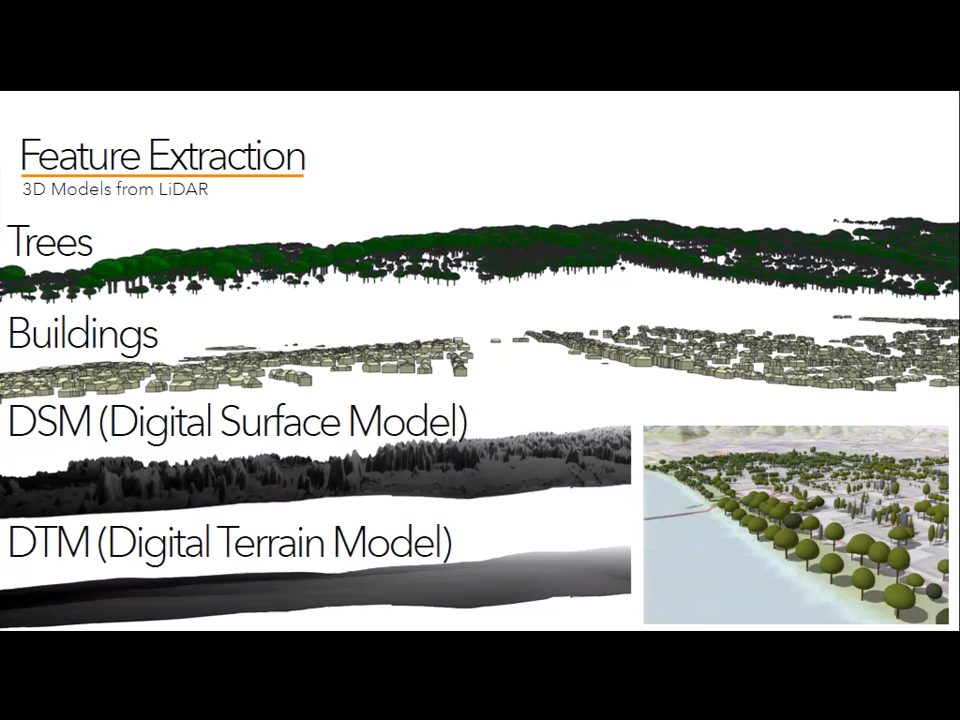 Feature Extraction
3D Models from LiDAR
Trees
Buildings
DSM (Digital Surface Model)
DTM (Digital Terrain Model)